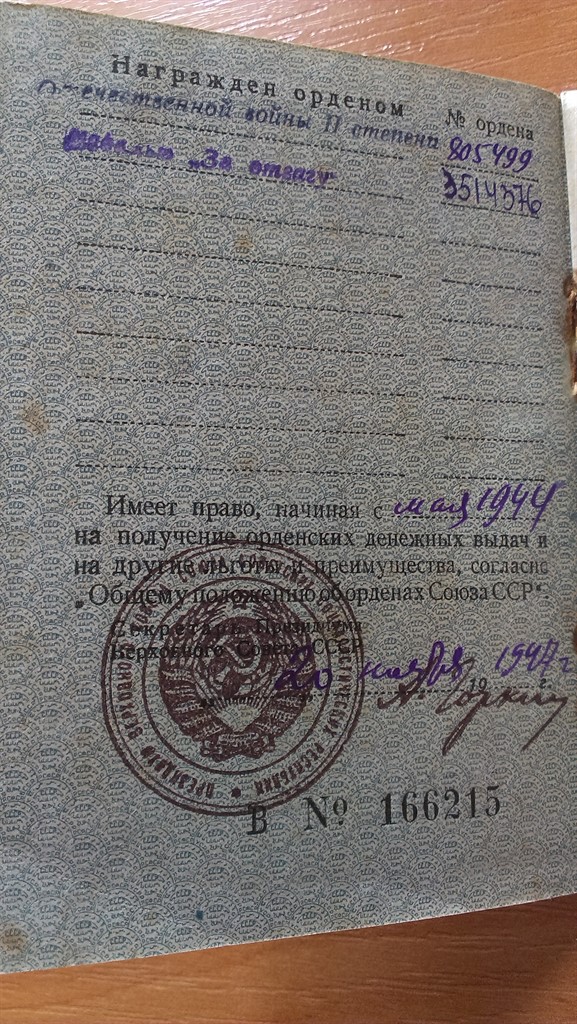 Награжден орденом
№ ордена
Отечественной войны II степени 805499
медалью „За отвагу" 3514376
Имеет право, начиная с мая 1944
на получение орденских денежных выдач и
на другие льготы и преимущества, согласно
„Общему положению об орденах Союза ССР".
Секретарь Президиума
Верховного Совета СССР
20 ноября 1947 г.
А. Горкин
В № 166215